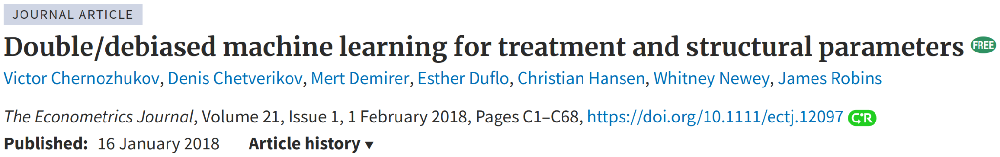 JOURNAL ARTICLE
Double/debiased machine learning for treatment and structural parameters FREE
Victor Chernozhukov, Denis Chetverikov, Mert Demirer, Esther Duflo, Christian Hansen, Whitney Newey, James Robins
The Econometrics Journal, Volume 21, Issue 1, 1 February 2018, Pages C1–C68, https://doi.org/10.1111/ectj.12097 CR
Published: 16 January 2018 Article history ▼